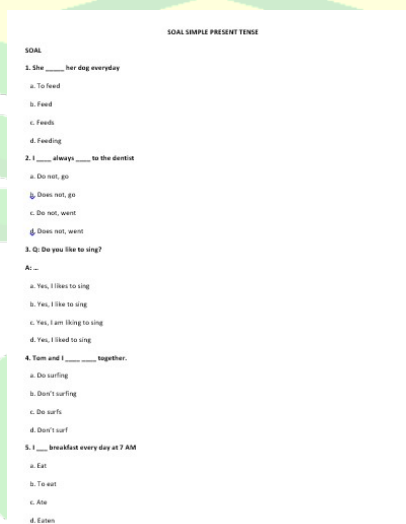 SOAL SIMPLE PRESENT TENSE
SOAL
1. She _____ her dog everyday
a. To feed
b. Feed
c. Feeds
d. Feeding
2. I ____ always ____ to the dentist
a. Do not, go
b. Does not, go
c. Do not, went
d. Does not, went
3. Q: Do you like to sing?
A: ...
a. Yes, I likes to sing
b. Yes, I like to sing
c. Yes, I am liking to sing
d. Yes, I liked to sing
4. Tom and I ____ ____ together.
a. Do surfing
b. Don't surfing
c. Do surfs
d. Don't surf
5. I ___ breakfast every day at 7 AM
a. Eat
b. To eat
c. Ate
d. Eaten